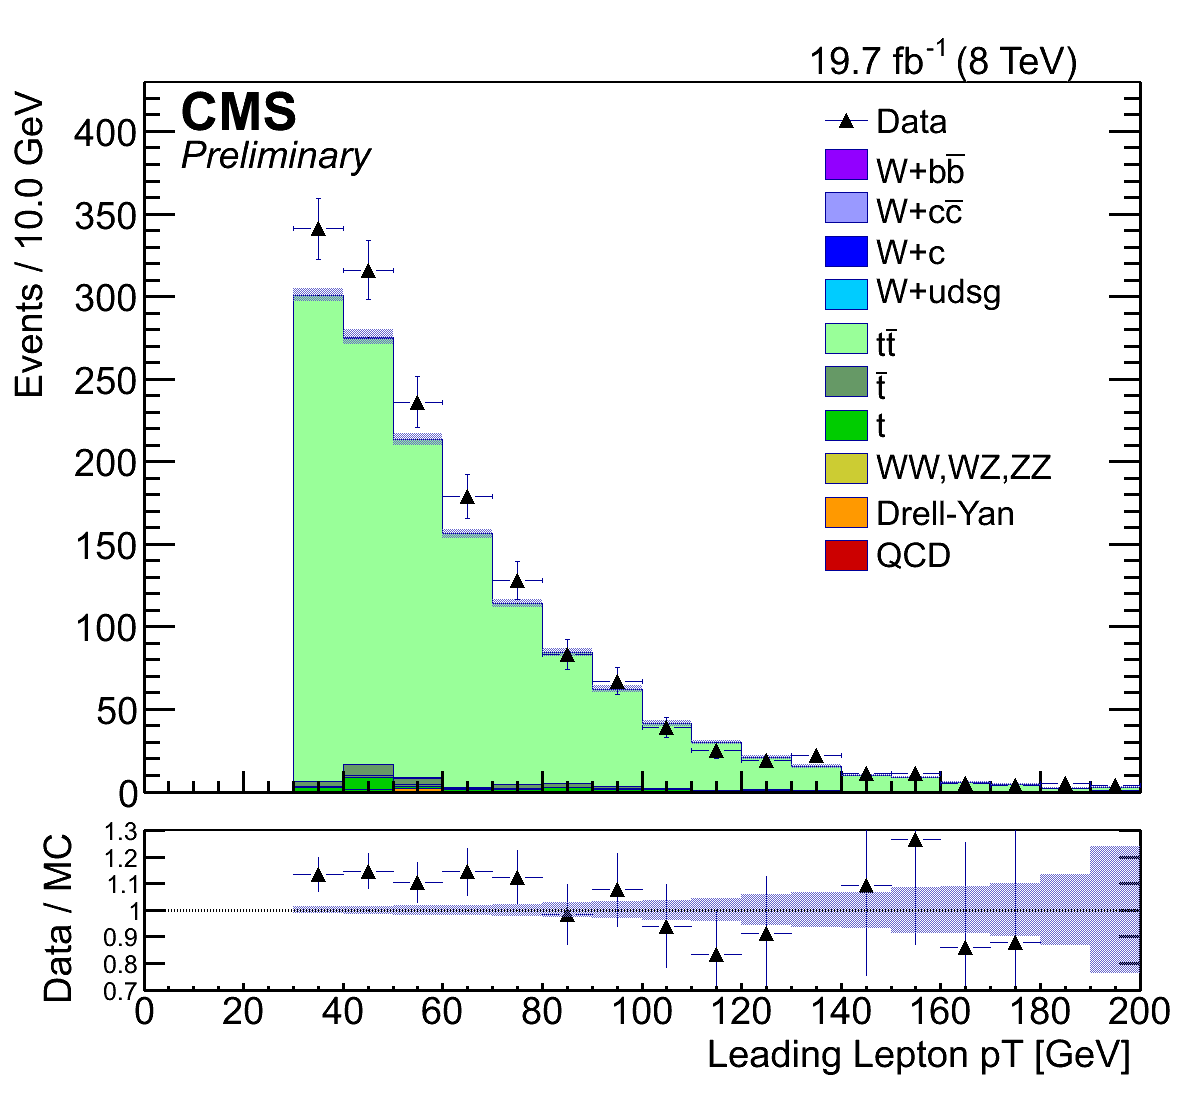 19.7 fb⁻¹ (8 TeV)
CMS
Preliminary
Events / 10.0 GeV
400
350
300
250
200
150
100
50
0
Data
W+bb̅
W+cc̅
W+c
W+udsg
tt̅
t̅
t
WW,WZ,ZZ
Drell-Yan
QCD
Data / MC
1.3
1.2
1.1
1
0.9
0.8
0.7
0 20 40 60 80 100 120 140 160 180 200
Leading Lepton pT [GeV]